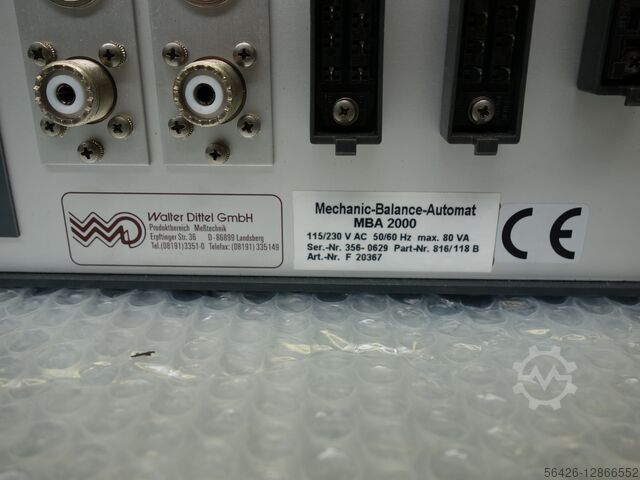 Walter Dittel GmbH
Produktbereich Meßtechnik
Erpftinger Str. 36 D - 86899 Landsberg
Tel.(08191)3351-0 Telefax: (08191) 335149
Mechanic-Balance-Automat
MBA 2000
115/230 V AC 50/60 Hz max. 80 VA
Ser.-Nr. 356- 0629 Part-Nr. 816/118 B
Art.-Nr. F 20367
CE
56426-12866552